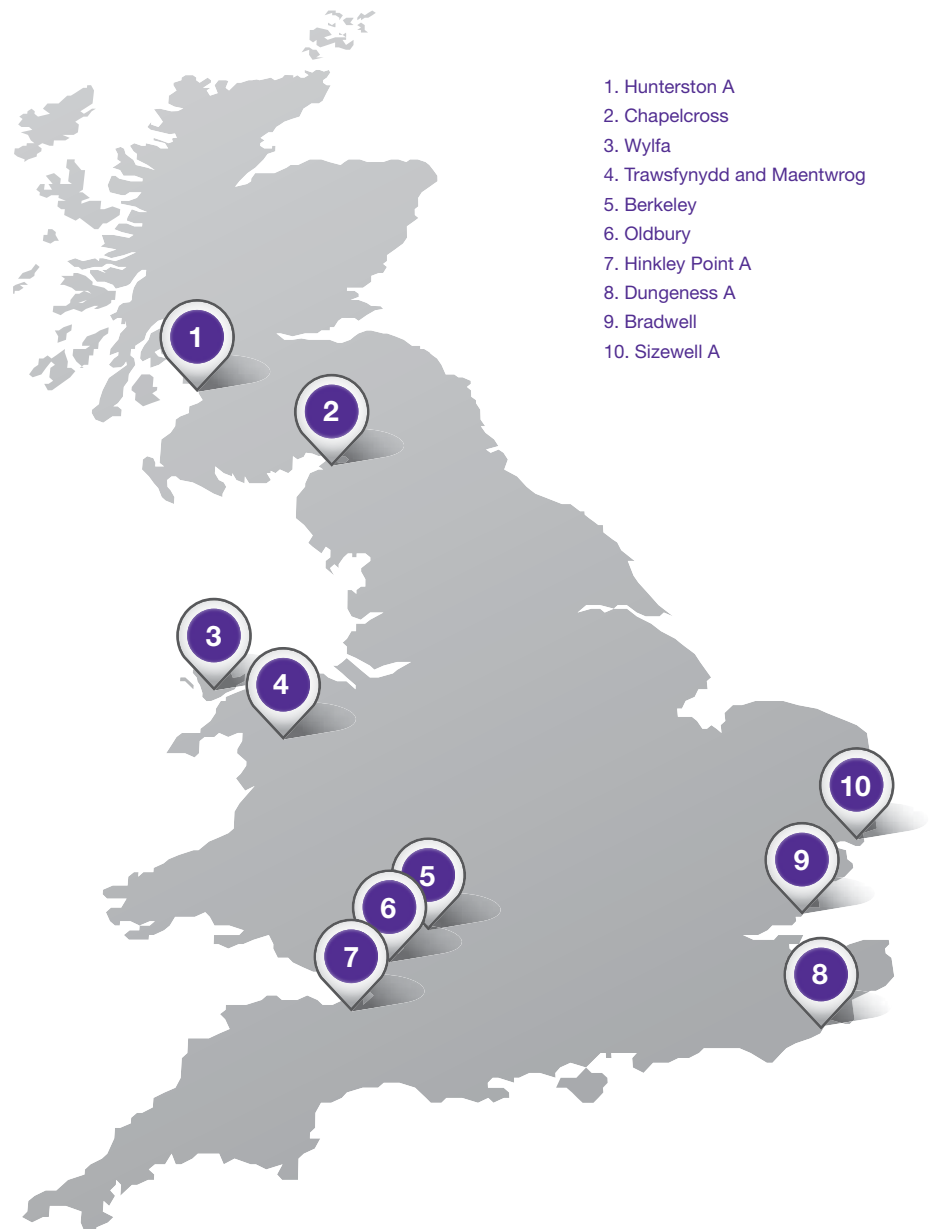 1. Hunterston A
2. Chapelcross
3. Wylfa
4. Trawsfynydd and Maentwrog
5. Berkeley
6. Oldbury
7. Hinkley Point A
8. Dungeness A
9. Bradwell
10. Sizewell A
1
2
3
4
10
9
5
6
7
8